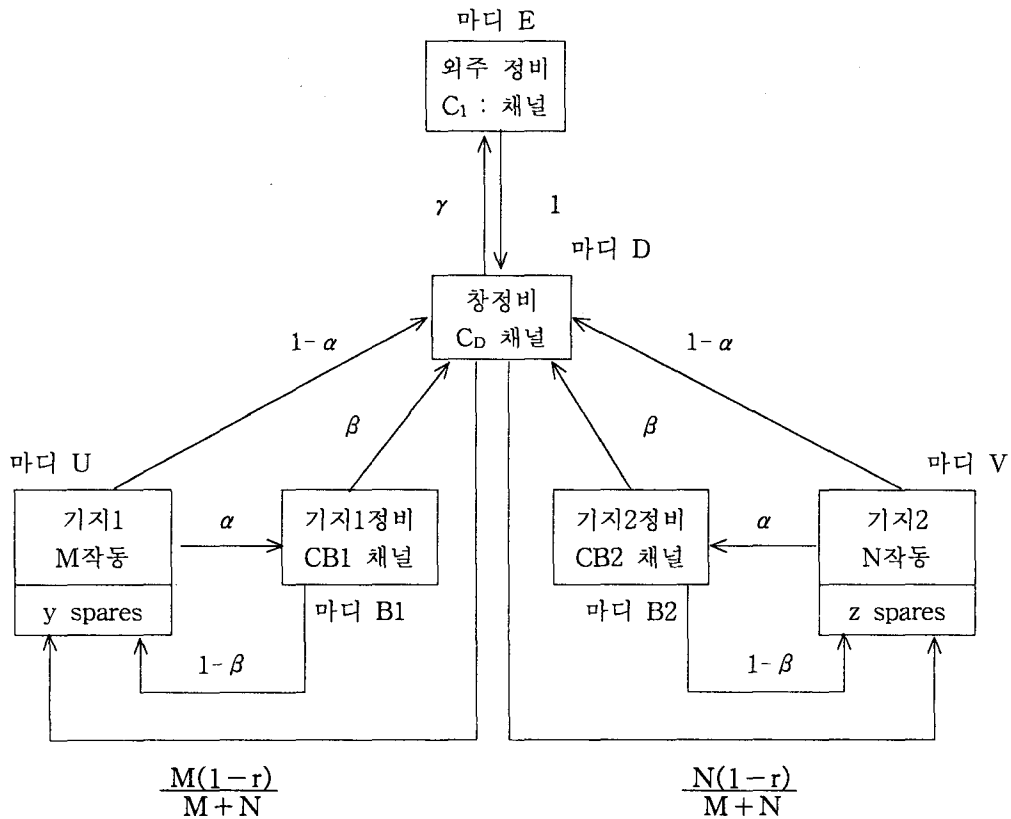 마디 E
외주 정비
C₁ : 채널
γ
1
마디 D
창정비
C_D 채널
1-α
1-α
β
β
마디 U
마디 V
기지1
M작동
y spares
α
기지1정비
CB1 채널
기지2정비
CB2 채널
α
기지2
N작동
z spares
마디 B1
마디 B2
1-β
1-β
M(1-r)
M+N
N(1-r)
M+N